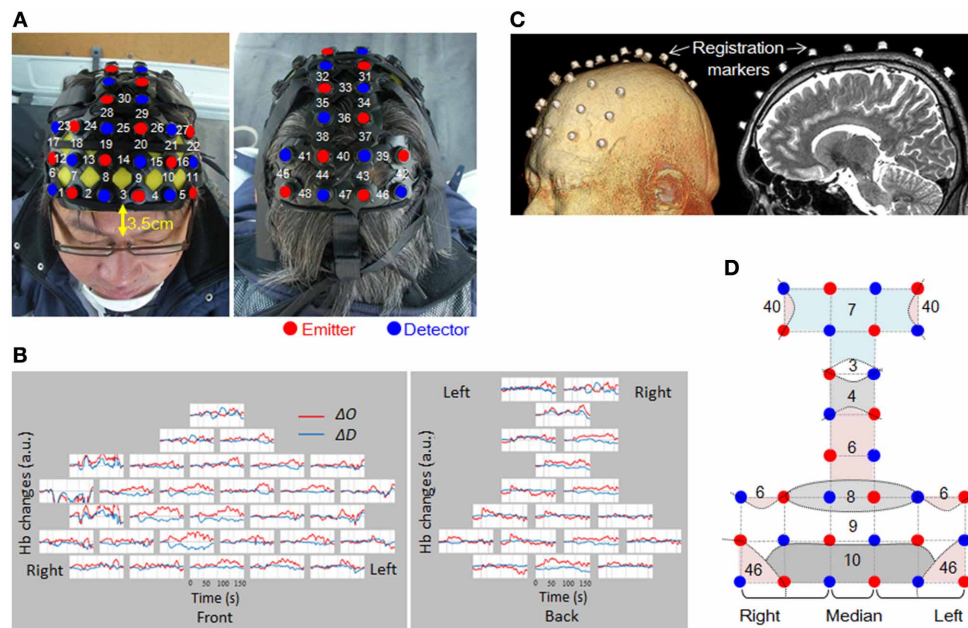 A
32 31
35 33 34
36
38 37
41 40 39
45 44 43 42
48 47 46
30
28 29
23 24 25 26 27
17 18 19 20 21 22
12 13 14 15 16
6 7 8 9 10 11
1 2 3 4 5
3.5cm
Emitter Detector
B
Hb changes (a.u.)
ΔO
ΔD
Right Left
0 50 100 150
Time (s)
Front
Hb changes (a.u.)
Left Right
0 50 100 150
Time (s)
Back
C
Registration
markers
D
40 7 40
3
4
6
6 8 6
9
46 10 46
Right Median Left